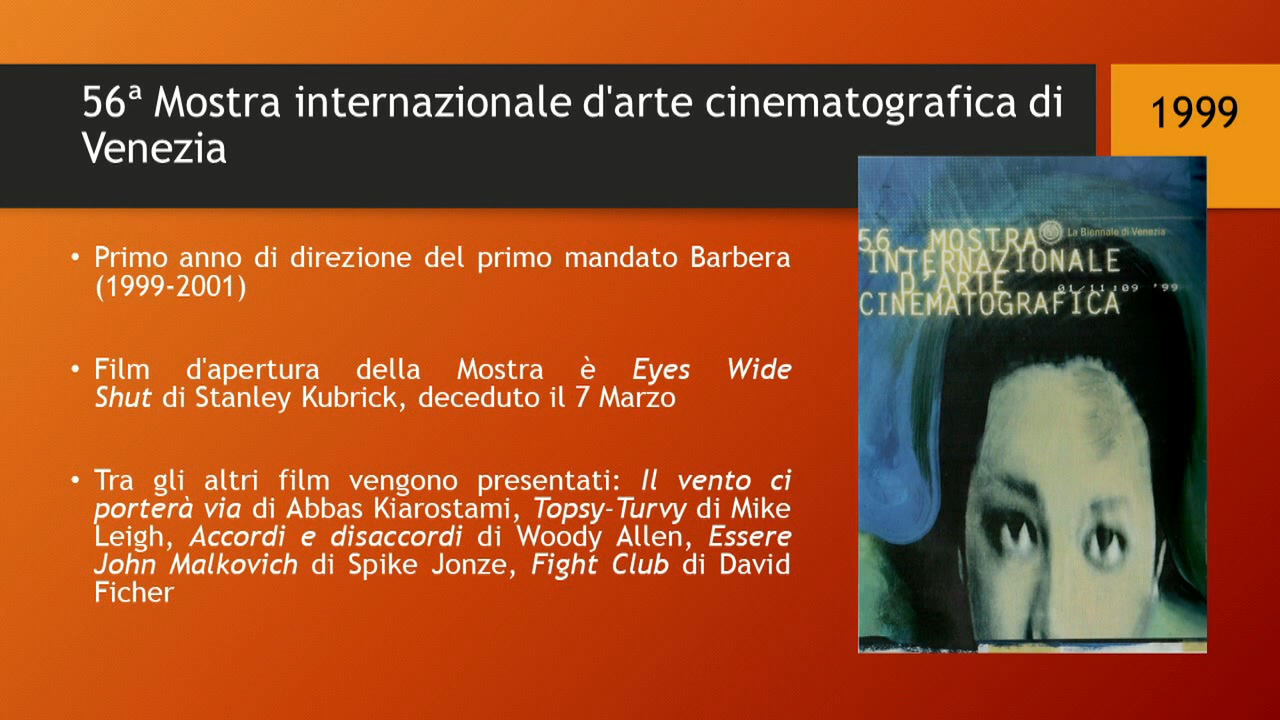 56ª Mostra internazionale d'arte cinematografica di
Venezia
1999
• Primo anno di direzione del primo mandato Barbera
(1999-2001)
• Film d'apertura della Mostra è Eyes Wide
Shut di Stanley Kubrick, deceduto il 7 Marzo
• Tra gli altri film vengono presentati: Il vento ci
porterà via di Abbas Kiarostami, Topsy-Turvy di Mike
Leigh, Accordi e disaccordi di Woody Allen, Essere
John Malkovich di Spike Jonze, Fight Club di David
Ficher
La Biennale di Venezia
56. MOSTRA
INTERNAZIONALE
D'ARTE
01/11:09 '99
CINEMATOGRAFICA